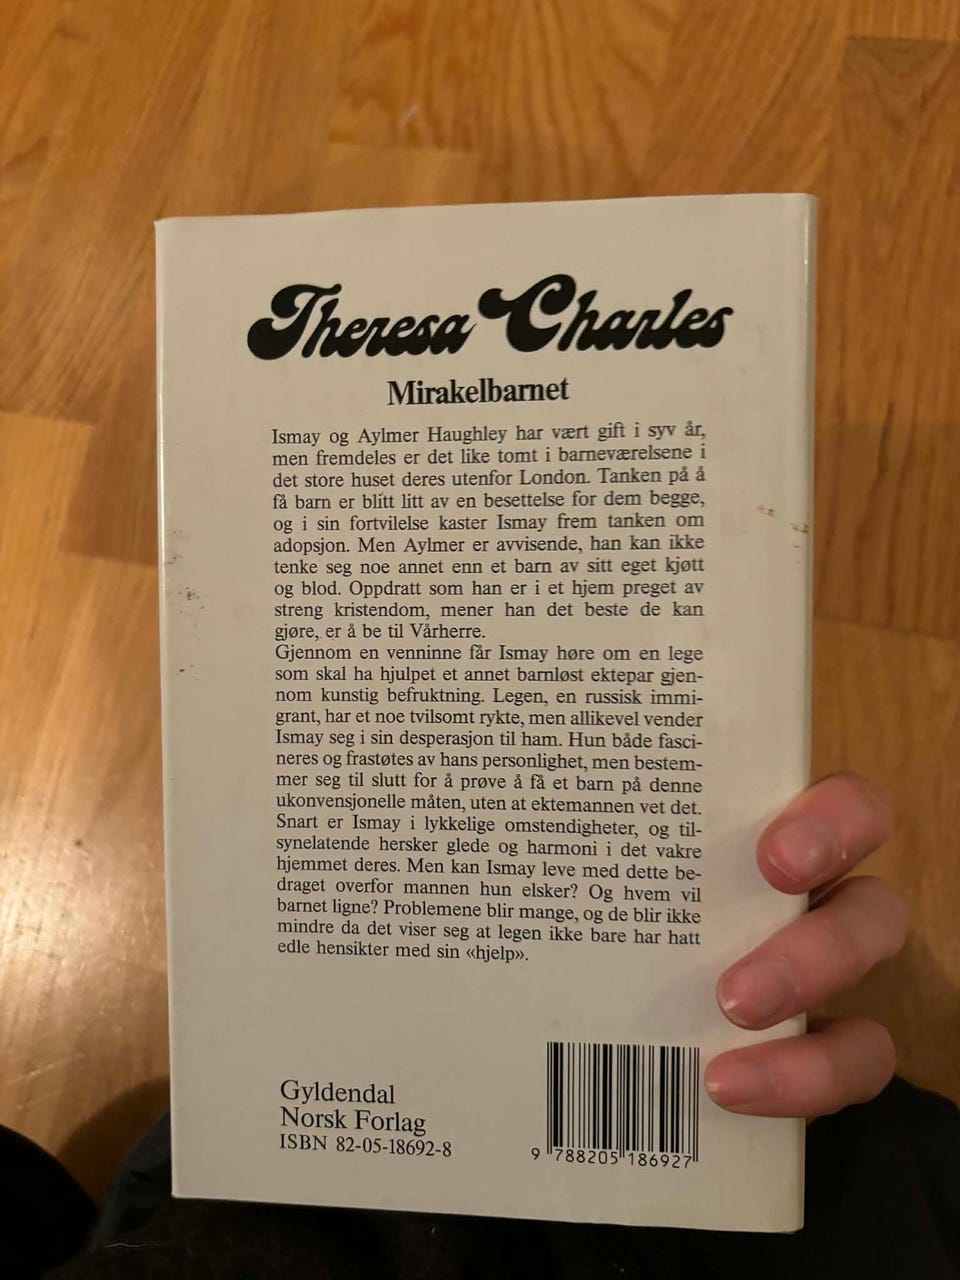 Theresa Charles
Mirakelbarnet
Ismay og Aylmer Haughley har vært gift i syv år,
men fremdeles er det like tomt i barneværelsene i
det store huset deres utenfor London. Tanken på å
få barn er blitt litt av en besettelse for dem begge,
og i sin fortvilelse kaster Ismay frem tanken om
adopsjon. Men Aylmer er avvisende, han kan ikke
tenke seg noe annet enn et barn av sitt eget kjøtt
og blod. Oppdratt som han er i et hjem preget av
streng kristendom, mener han det beste de kan
gjøre, er å be til Vårherre.
Gjennom en venninne får Ismay høre om en lege
som skal ha hjulpet et annet barnløst ektepar gjen-
nom kunstig befruktning. Legen, en russisk immi-
grant, har et noe tvilsomt rykte, men allikevel vender
Ismay seg i sin desperasjon til ham. Hun både fasci-
neres og frastøtes av hans personlighet, men bestem-
mer seg til slutt for å prøve å få et barn på denne
ukonvensjonelle måten, uten at ektemannen vet det.
Snart er Ismay i lykkelige omstendigheter, og til-
synelatende hersker glede og harmoni i det vakre
hjemmet deres. Men kan Ismay leve med dette be-
draget overfor mannen hun elsker? Og hvem vil
barnet ligne? Problemene blir mange, og de blir ikke
mindre da det viser seg at legen ikke bare har hatt
edle hensikter med sin «hjelp».
Gyldendal
Norsk Forlag
ISBN 82-05-18692-8
9 788205 186927